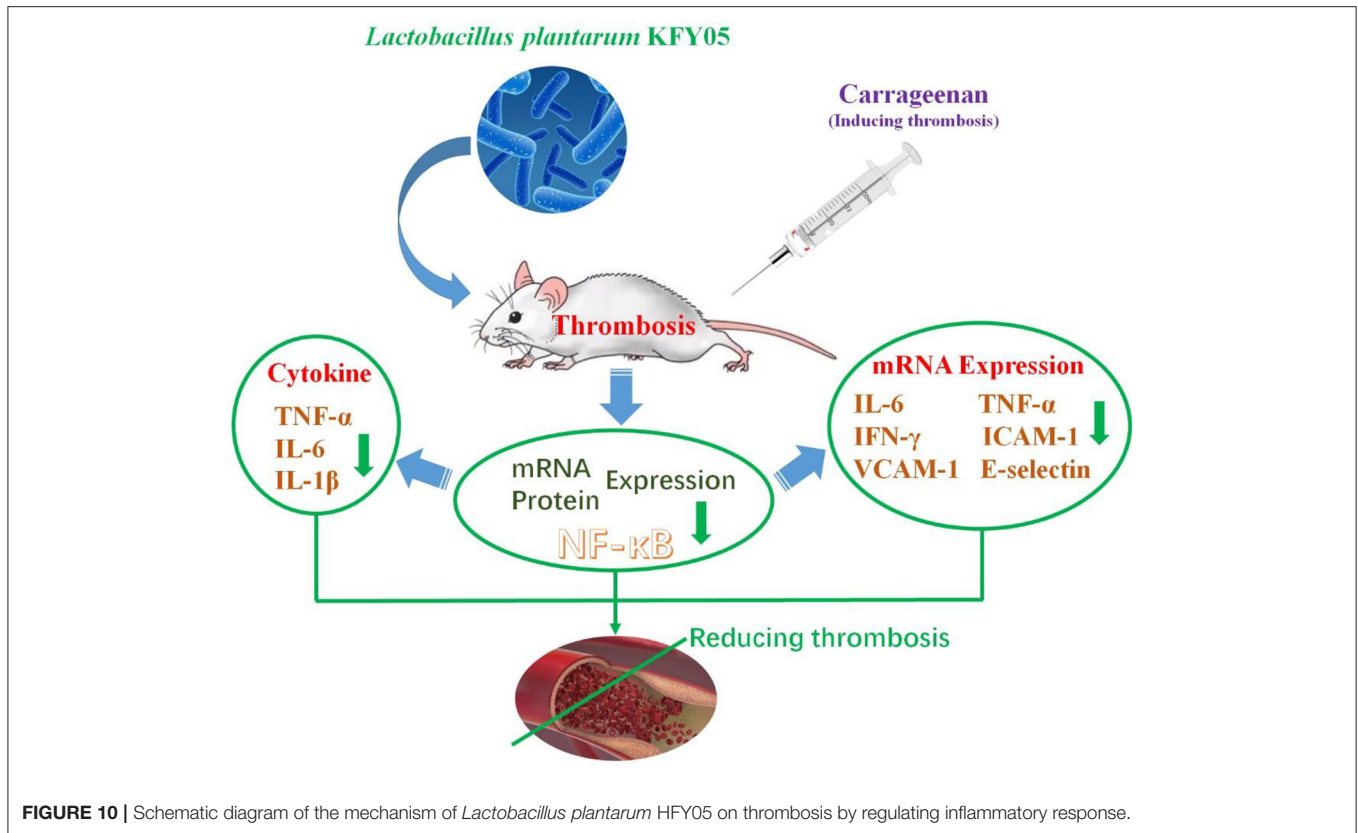 Lactobacillus plantarum KFY05
Carrageenan
(Inducing thrombosis)
Thrombosis
Cytokine
TNF-α
IL-6
IL-1β
mRNA
Protein
Expression
NF-κB
mRNA Expression
IL-6 TNF-α
IFN-γ ICAM-1
VCAM-1 E-selectin
Reducing thrombosis
FIGURE 10 | Schematic diagram of the mechanism of Lactobacillus plantarum HFY05 on thrombosis by regulating inflammatory response.